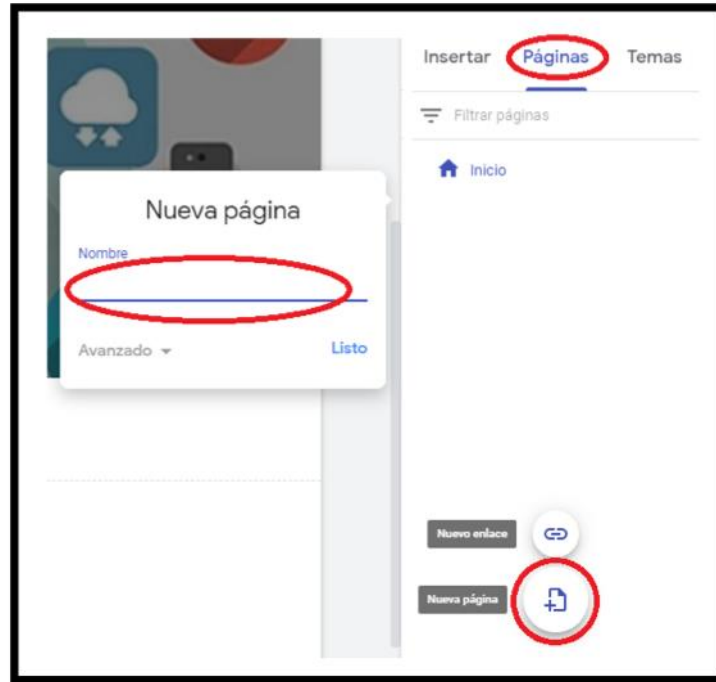 Insertar Páginas Temas
Filtrar páginas
Inicio
Nueva página
Nombre
Avanzado
Listo
Nuevo enlace
Nueva página